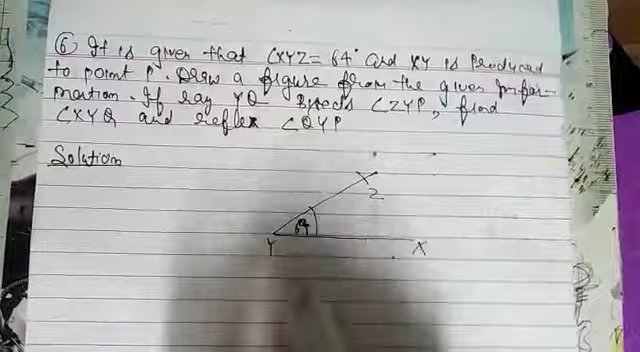 ⑥ It is given that ∠XYZ = 64° and XY is produced
to point P. Draw a figure from the given infor-
mation. If ray YQ bisects ∠ZYP, find
∠XYQ and reflex ∠QYP
Solution
Z
64
Y
X